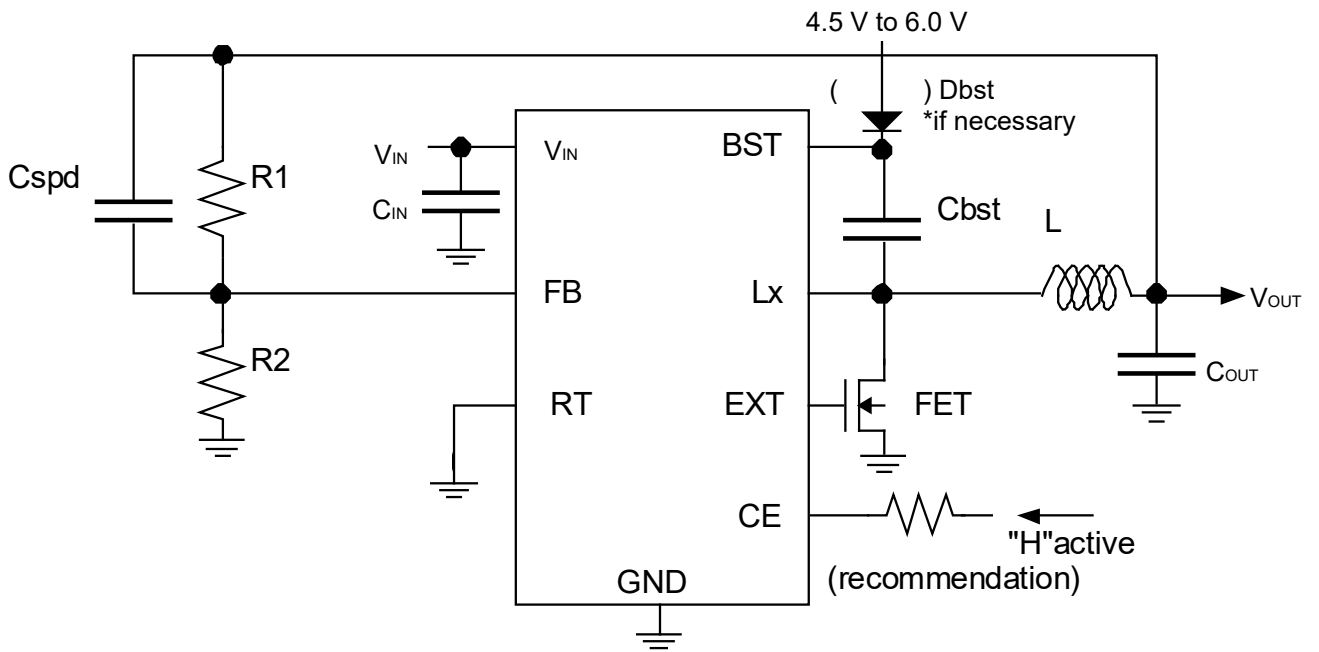 4.5 V to 6.0 V
( ) Dbst
*if necessary
VIN
VIN
BST
Cspd
R1
CIN
Cbst
L
FB
Lx
VOUT
R2
COUT
RT
EXT
FET
CE
"H"active
GND
(recommendation)